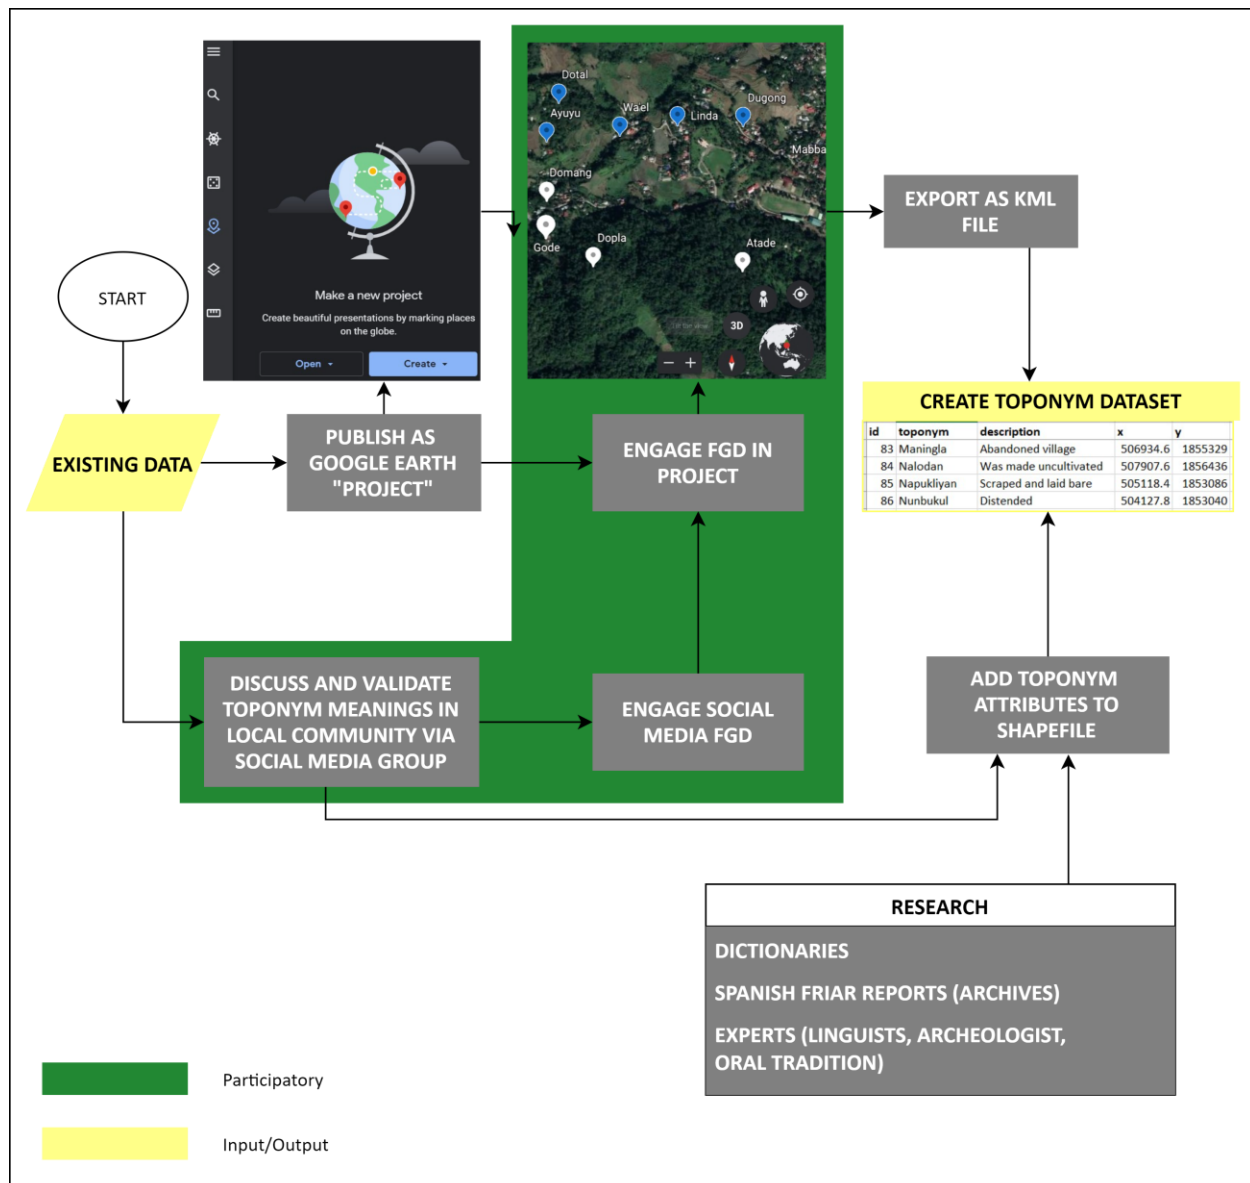 Make a new project
Create beautiful presentations by marking places
on the globe.
Open
Create
Dotal
Ayuyu
Wa'el
Linda
Dugong
Mabba
Domang
Gode
Dopla
Atade
3D
EXPORT AS KML
FILE
START
EXISTING DATA
PUBLISH AS
GOOGLE EARTH
"PROJECT"
ENGAGE FGD IN
PROJECT
CREATE TOPONYM DATASET
id toponym description x y
83 Maningla Abandoned village 506934.6 1855329
84 Nalodan Was made uncultivated 507907.6 1856436
85 Napukliyan Scraped and laid bare 505118.4 1853086
86 Nunbukul Distended 504127.8 1853040
DISCUSS AND VALIDATE
TOPONYM MEANINGS IN
LOCAL COMMUNITY VIA
SOCIAL MEDIA GROUP
ENGAGE SOCIAL
MEDIA FGD
ADD TOPONYM
ATTRIBUTES TO
SHAPEFILE
RESEARCH
DICTIONARIES
SPANISH FRIAR REPORTS (ARCHIVES)
EXPERTS (LINGUISTS, ARCHEOLOGIST,
ORAL TRADITION)
Participatory
Input/Output